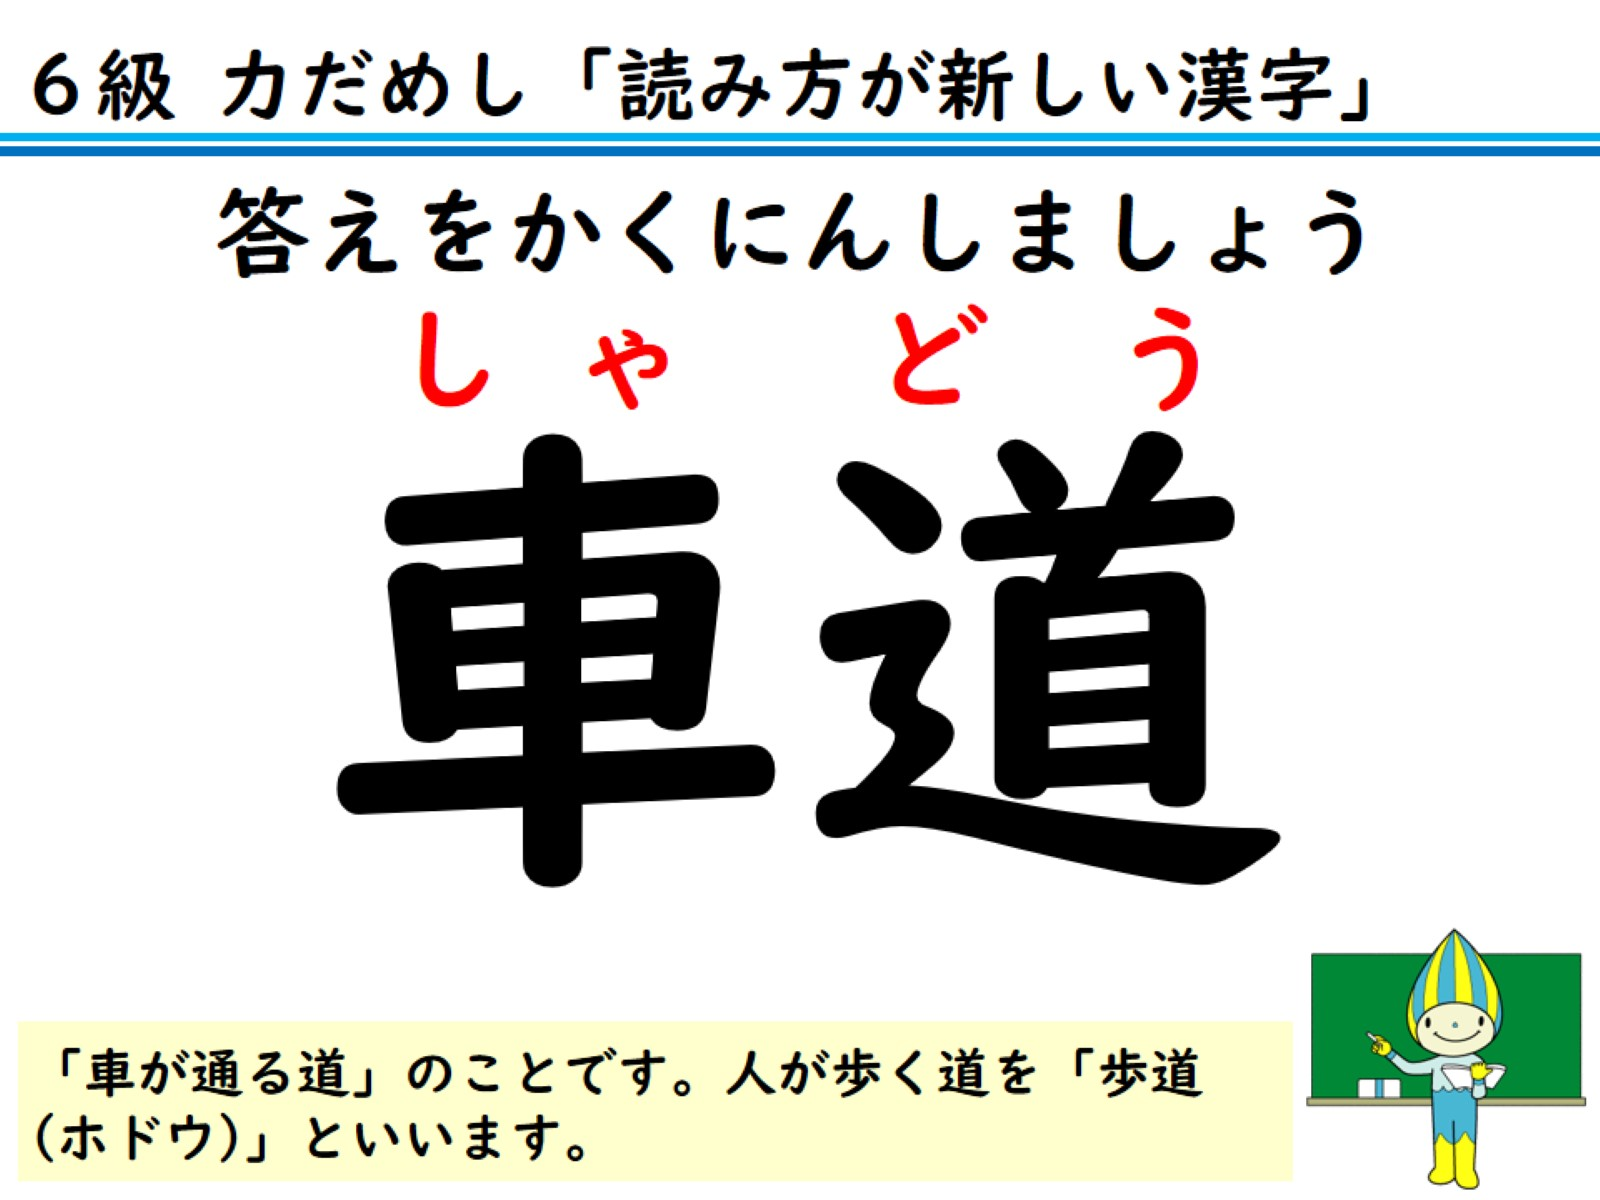 ６級 力だめし「読み方が新しい漢字」
答えをかくにんしましょう
しゃどう
車道
「車が通る道」のことです。人が歩く道を「歩道
(ホドウ)」といいます。